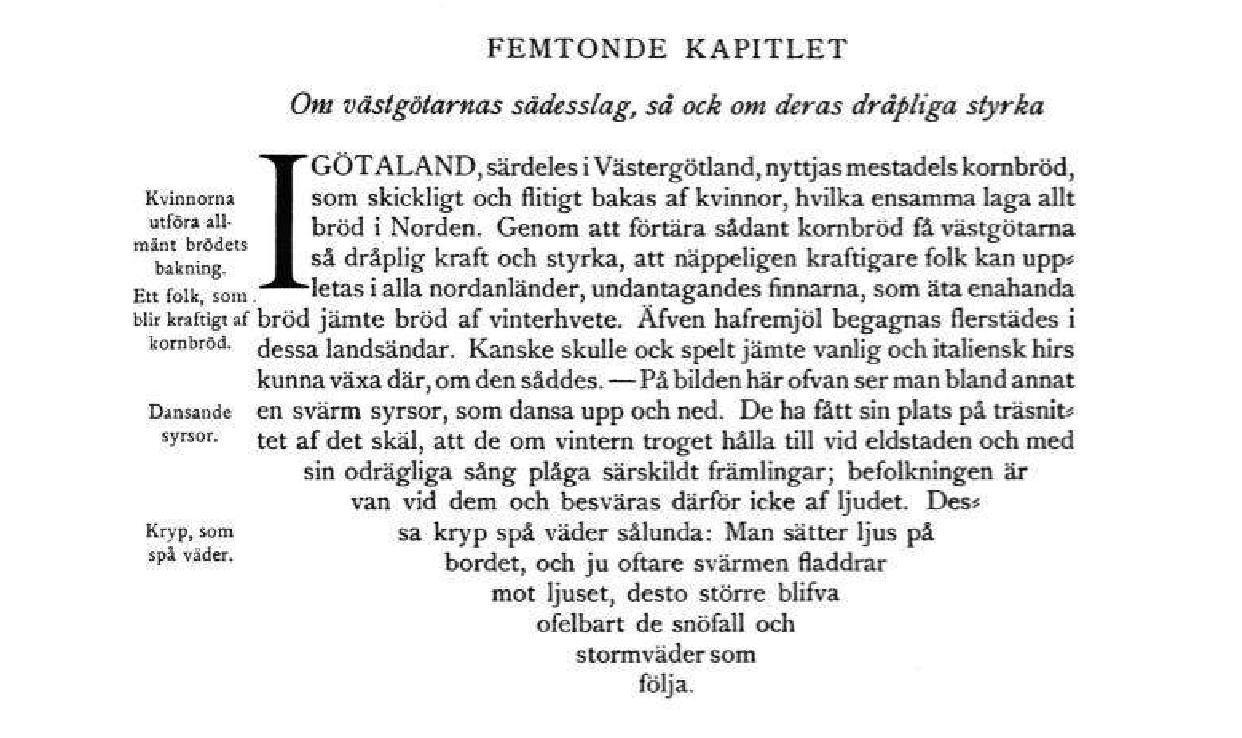 FEMTONDE KAPITLET
Om västgötarnas sädesslag, så ock om deras dråpliga styrka
I GÖTALAND, särdeles i Västergötland, nyttjas mestadels kornbröd,
som skickligt och flitigt bakas af kvinnor, hvilka ensamma laga allt
bröd i Norden. Genom att förtära sådant kornbröd få västgötarna
så dråplig kraft och styrka, att näppeligen kraftigare folk kan upp-
letas i alla nordanländer, undantagandes finnarna, som äta enahanda
bröd jämte bröd af vinterhvete. Äfven hafremjöl begagnas flerstädes i
dessa landsändar. Kanske skulle ock spelt jämte vanlig och italiensk hirs
kunna växa där, om den såddes. — På bilden här ofvan ser man bland annat
en svärm syrsor, som dansa upp och ned. De ha fått sin plats på träsnit-
tet af det skäl, att de om vintern troget hålla till vid eldstaden och med
sin odrägliga sång plåga särskildt främlingar; befolkningen är
van vid dem och besväras därför icke af ljudet. Des-
sa kryp spå väder sålunda: Man sätter ljus på
bordet, och ju oftare svärmen fladdrar
mot ljuset, desto större blifva
ofelbart de snöfall och
stormväder som
följa.
Kvinnorna
utföra all-
mänt brödets
bakning.
Ett folk, som
blir kraftigt af
kornbröd.
Dansande
syrsor.
Kryp, som
spå väder.